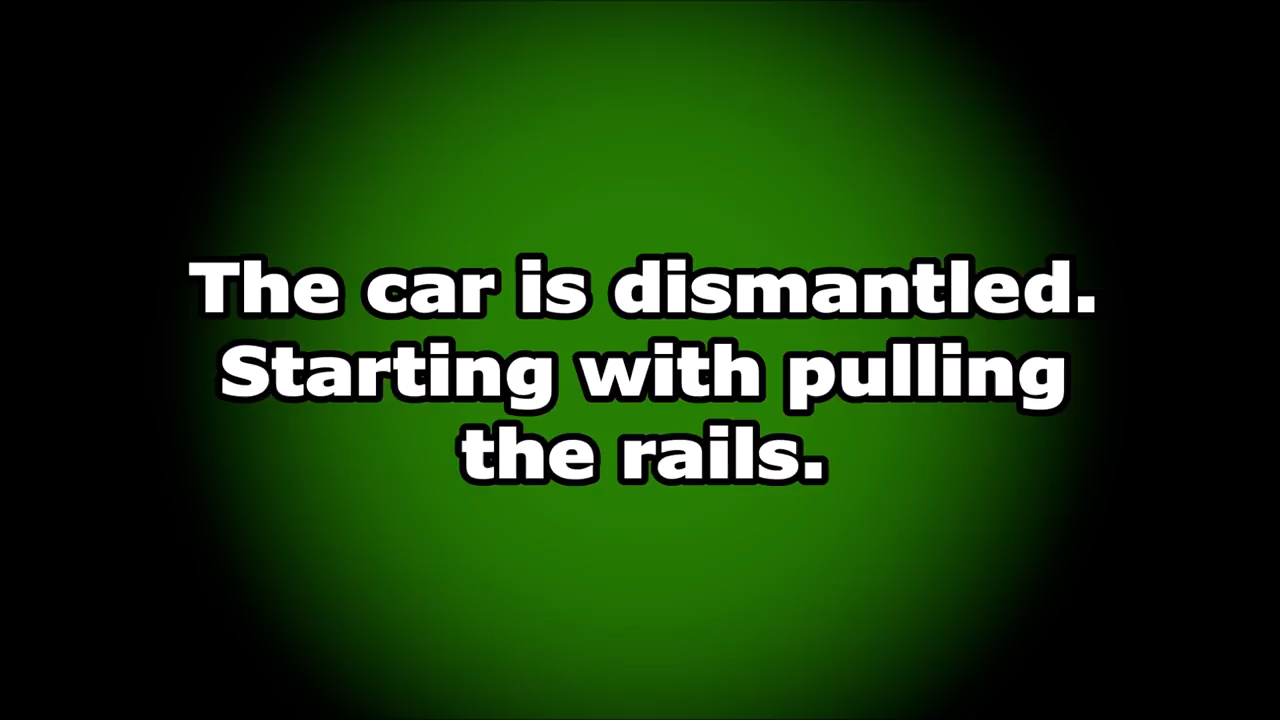 The car is dismantled.
Starting with pulling
the rails.